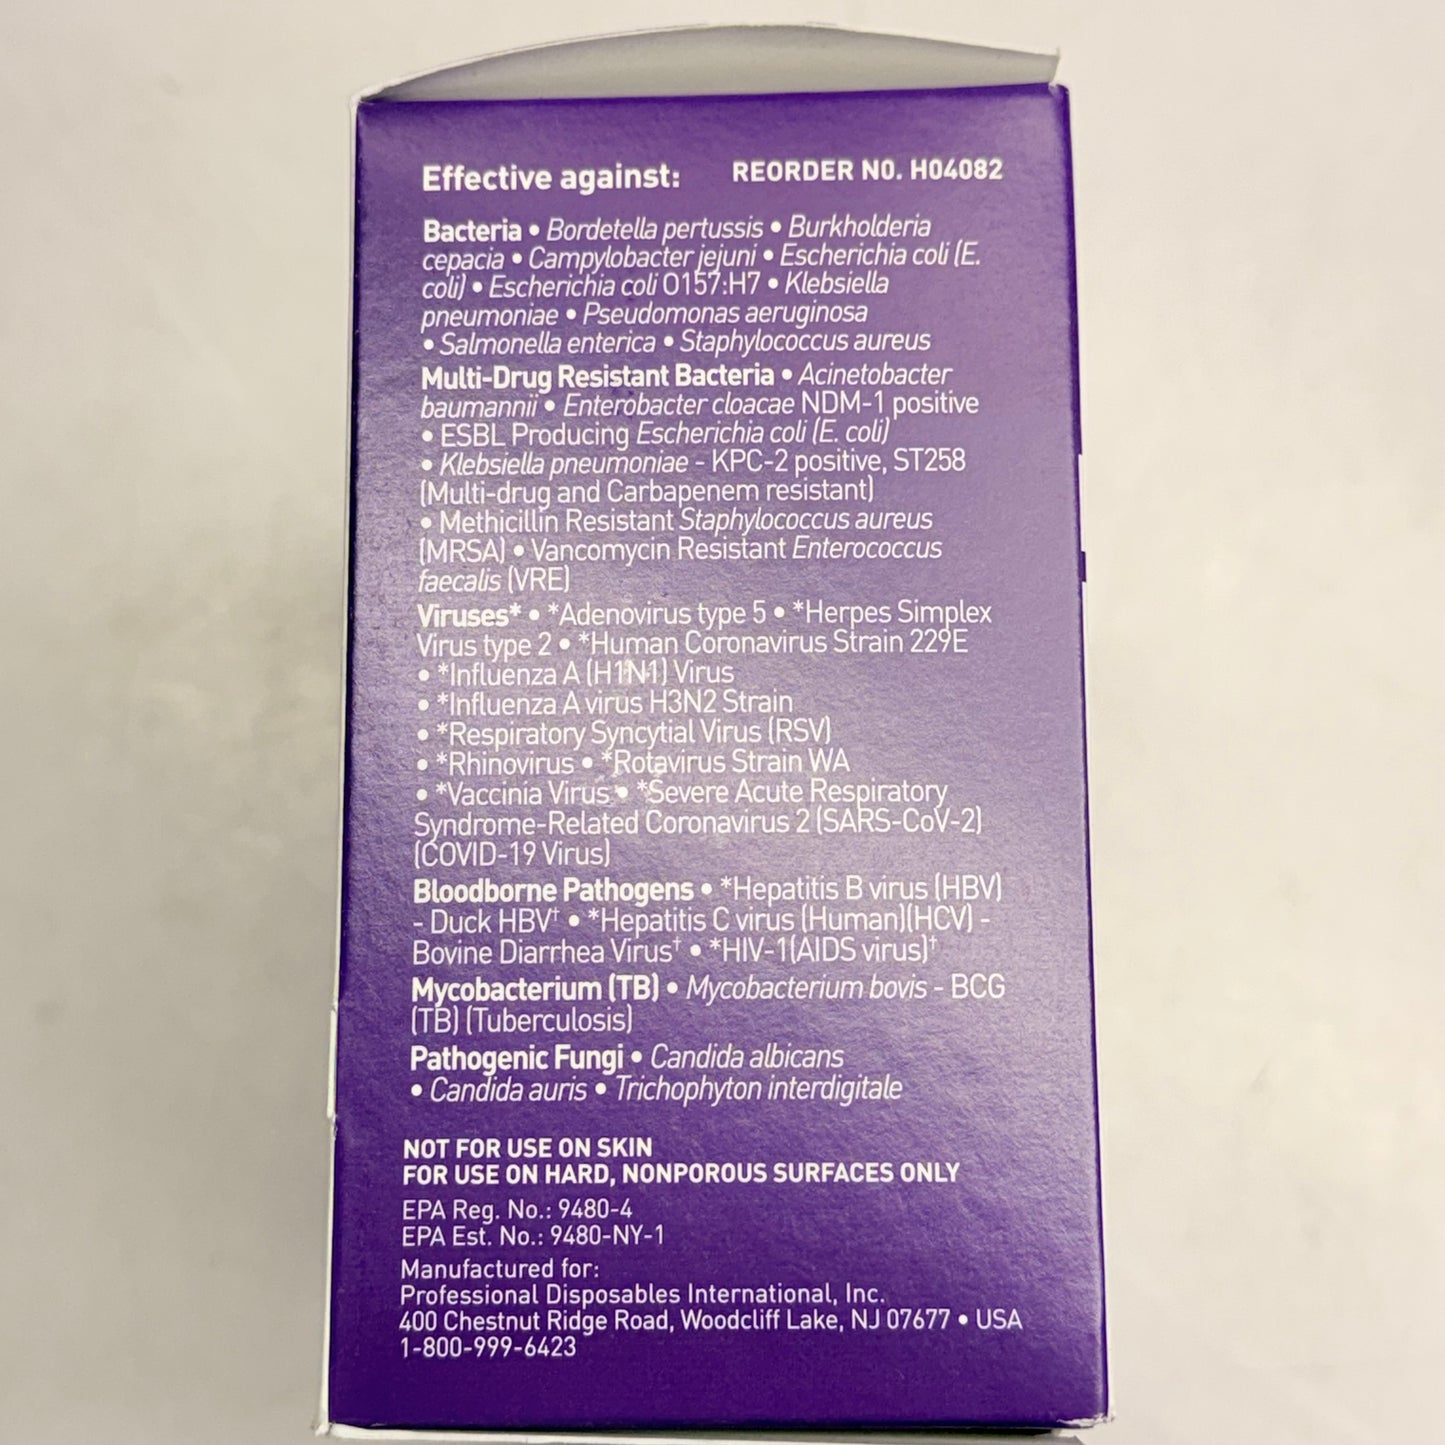 Effective against: REORDER NO. H04082
Bacteria • Bordetella pertussis • Burkholderia
cepacia • Campylobacter jejuni • Escherichia coli (E.
coli) • Escherichia coli O157:H7 • Klebsiella
pneumoniae • Pseudomonas aeruginosa
• Salmonella enterica • Staphylococcus aureus
Multi-Drug Resistant Bacteria • Acinetobacter
baumannii • Enterobacter cloacae NDM-1 positive
• ESBL Producing Escherichia coli (E. coli)
• Klebsiella pneumoniae - KPC-2 positive, ST258
(Multi-drug and Carbapenem resistant)
• Methicillin Resistant Staphylococcus aureus
(MRSA) • Vancomycin Resistant Enterococcus
faecalis (VRE)
Viruses* • *Adenovirus type 5 • *Herpes Simplex
Virus type 2 • *Human Coronavirus Strain 229E
• *Influenza A (H1N1) Virus
• *Influenza A virus H3N2 Strain
• *Respiratory Syncytial Virus (RSV)
• *Rhinovirus • *Rotavirus Strain WA
• *Vaccinia Virus • *Severe Acute Respiratory
Syndrome-Related Coronavirus 2 (SARS-CoV-2)
(COVID-19 Virus)
Bloodborne Pathogens • *Hepatitis B virus (HBV)
- Duck HBV† • *Hepatitis C virus (Human)(HCV) -
Bovine Diarrhea Virus† • *HIV-1(AIDS virus)†
Mycobacterium (TB) • Mycobacterium bovis - BCG
(TB) (Tuberculosis)
Pathogenic Fungi • Candida albicans
• Candida auris • Trichophyton interdigitale
NOT FOR USE ON SKIN
FOR USE ON HARD, NONPOROUS SURFACES ONLY
EPA Reg. No.: 9480-4
EPA Est. No.: 9480-NY-1
Manufactured for:
Professional Disposables International, Inc.
400 Chestnut Ridge Road, Woodcliff Lake, NJ 07677 • USA
1-800-999-6423